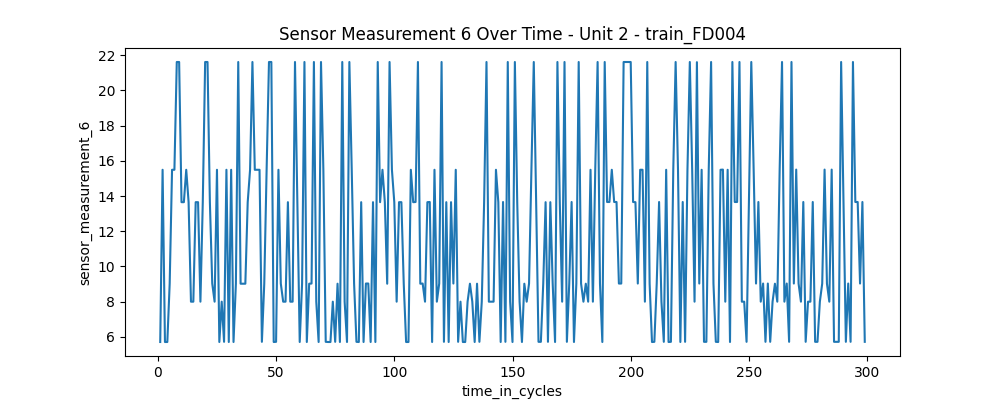 Sensor Measurement 6 Over Time - Unit 2 - train_FD004
22
20
18
16
14
12
10
8
6
sensor_measurement_6
0 50 100 150 200 250 300
time_in_cycles